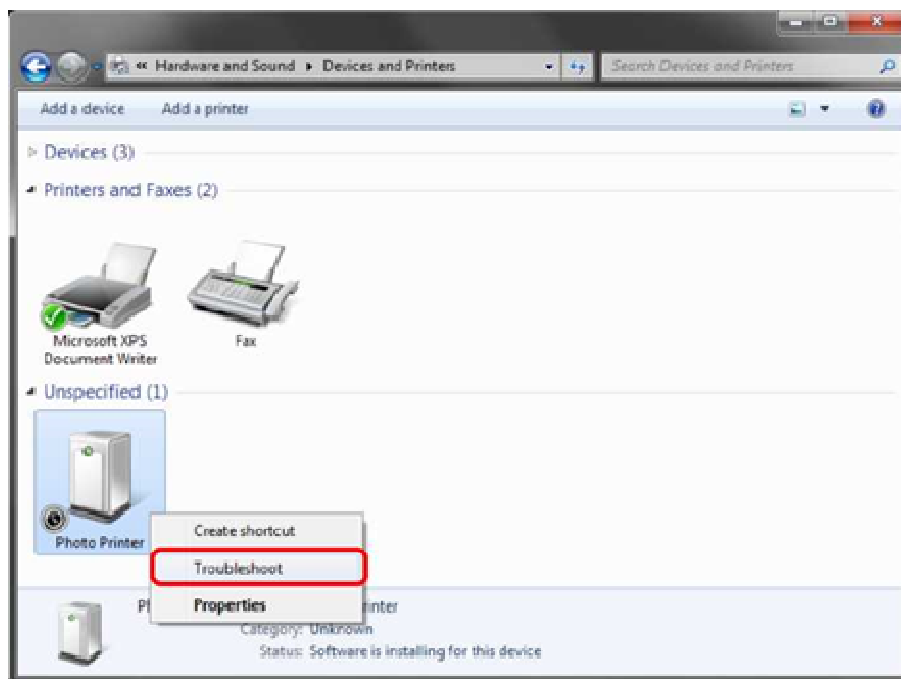 « Hardware and Sound ▸ Devices and Printers
Search Devices and Printers
Add a device Add a printer
Devices (3)
Printers and Faxes (2)
Microsoft XPS
Document Writer
Fax
Unspecified (1)
Photo Printer
Create shortcut
Troubleshoot
Properties
Category: Unknown
Status: Software is installing for this device